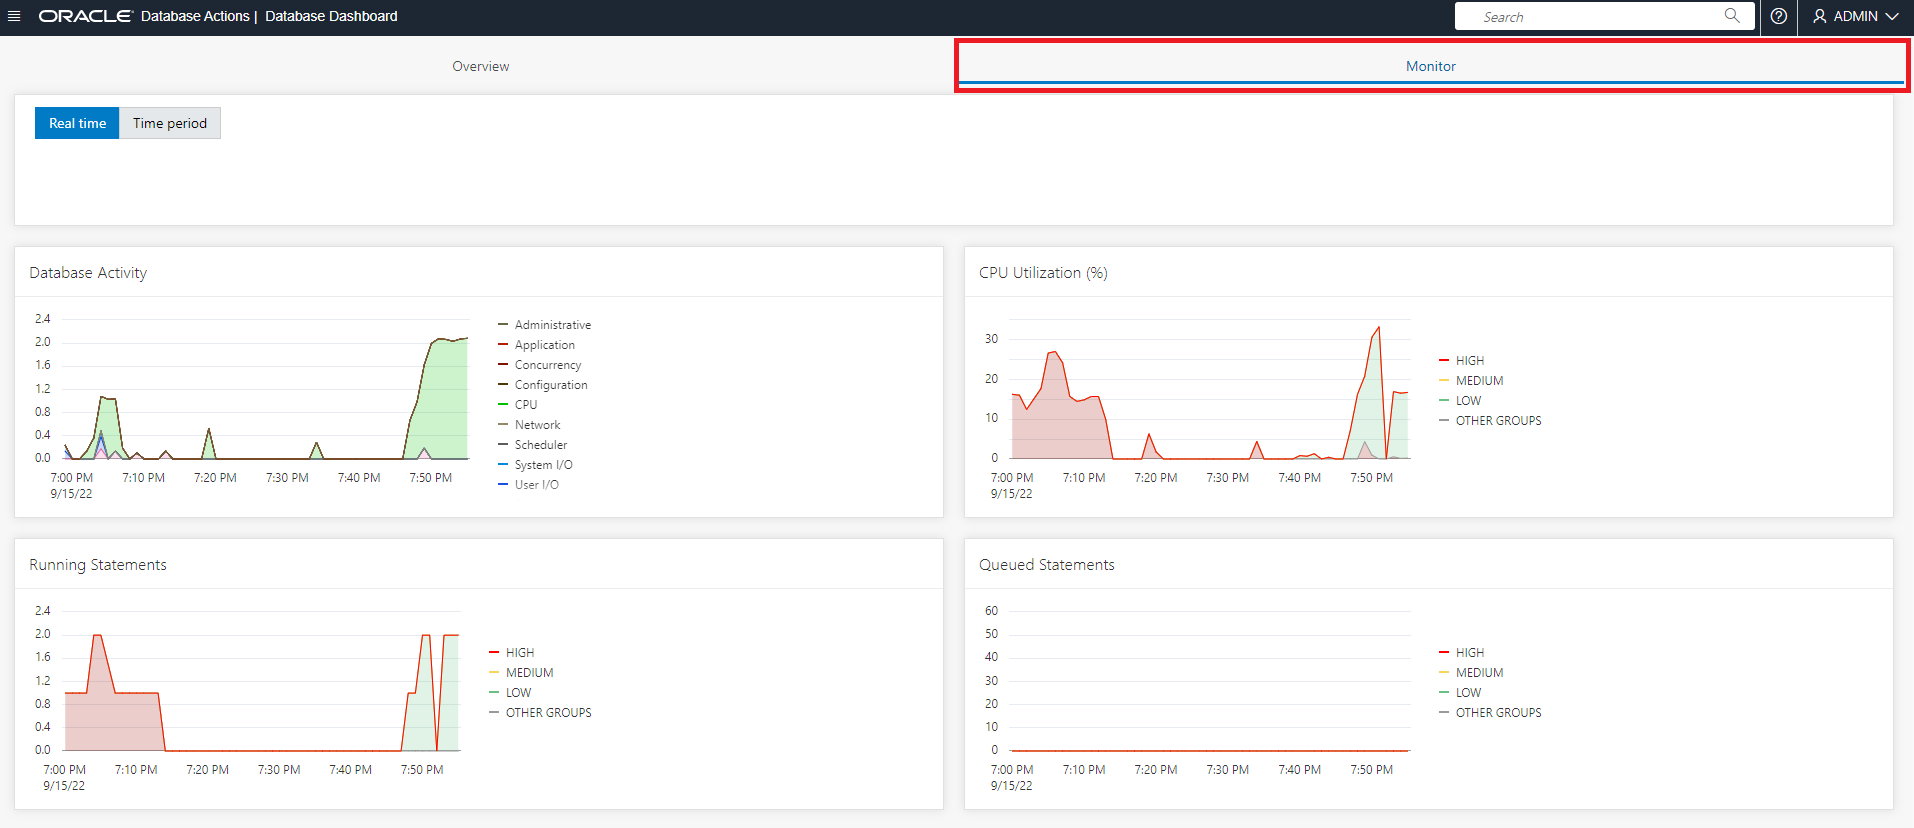 ORACLE Database Actions | Database Dashboard Search ADMIN
Overview Monitor
Real time Time period
Database Activity
2.4
2.0
1.6
1.2
0.8
0.4
0.0
7:00 PM 7:10 PM 7:20 PM 7:30 PM 7:40 PM 7:50 PM
9/15/22
Administrative
Application
Concurrency
Configuration
CPU
Network
Scheduler
System I/O
User I/O
CPU Utilization (%)
30
20
10
0
7:00 PM 7:10 PM 7:20 PM 7:30 PM 7:40 PM 7:50 PM
9/15/22
HIGH
MEDIUM
LOW
OTHER GROUPS
Running Statements
2.4
2.0
1.6
1.2
0.8
0.4
0.0
7:00 PM 7:10 PM 7:20 PM 7:30 PM 7:40 PM 7:50 PM
9/15/22
HIGH
MEDIUM
LOW
OTHER GROUPS
Queued Statements
60
50
40
30
20
10
0
7:00 PM 7:10 PM 7:20 PM 7:30 PM 7:40 PM 7:50 PM
9/15/22
HIGH
MEDIUM
LOW
OTHER GROUPS